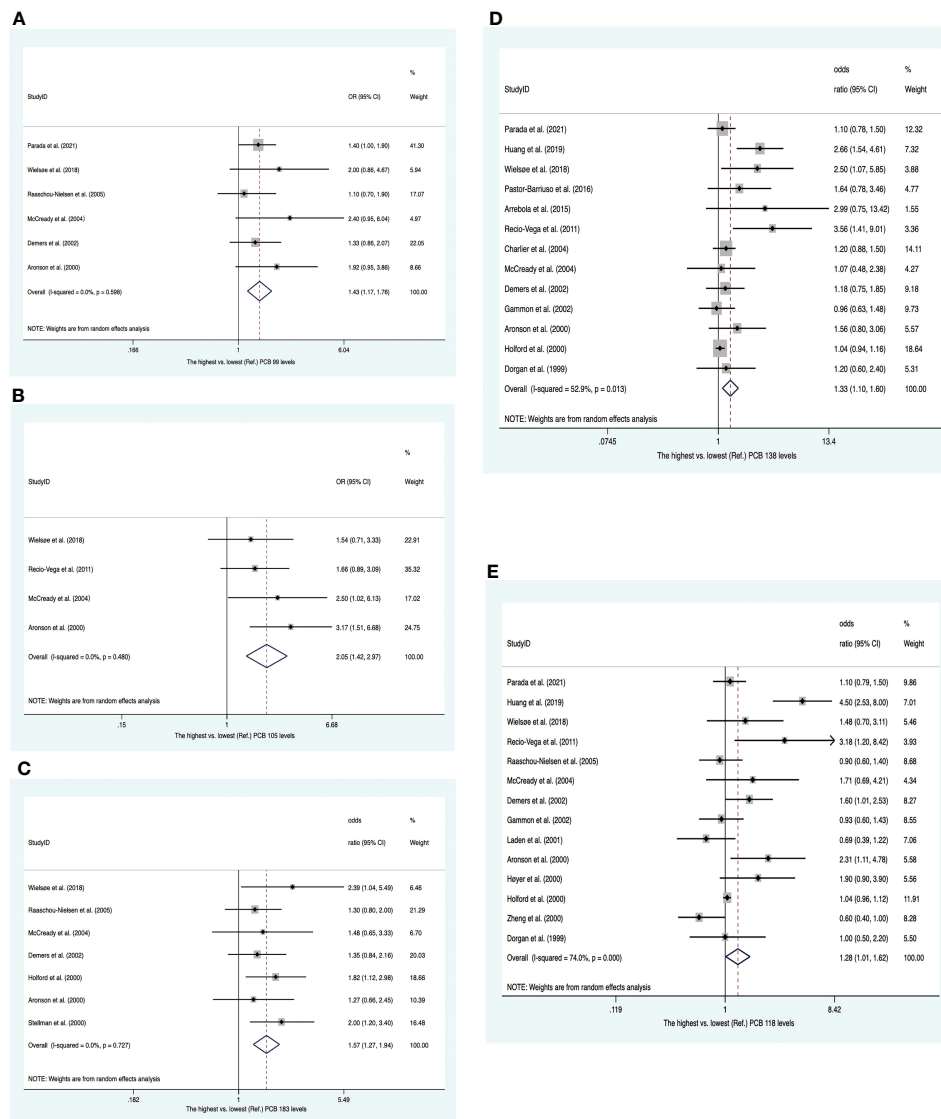 A
%
StudyID OR (95% CI) Weight
Parada et al. (2021) 1.40 (1.00, 1.90) 41.30
Wielsøe et al. (2018) 2.00 (0.86, 4.67) 5.94
Raaschou-Nielsen et al. (2005) 1.10 (0.70, 1.90) 17.07
McCready et al. (2004) 2.40 (0.95, 6.04) 4.97
Demers et al. (2002) 1.33 (0.86, 2.07) 22.05
Aronson et al. (2000) 1.92 (0.95, 3.86) 8.66
Overall (I-squared = 0.0%, p = 0.598) 1.43 (1.17, 1.76) 100.00
NOTE: Weights are from random effects analysis
.166 1 6.04
The highest vs. lowest (Ref.) PCB 99 levels
B
%
StudyID OR (95% CI) Weight
Wielsøe et al. (2018) 1.54 (0.71, 3.33) 22.91
Recio-Vega et al. (2011) 1.66 (0.89, 3.09) 35.32
McCready et al. (2004) 2.50 (1.02, 6.13) 17.02
Aronson et al. (2000) 3.17 (1.51, 6.68) 24.75
Overall (I-squared = 0.0%, p = 0.480) 2.05 (1.42, 2.97) 100.00
NOTE: Weights are from random effects analysis
.15 1 6.68
The highest vs. lowest (Ref.) PCB 105 levels
C
odds %
StudyID ratio (95% CI) Weight
Wielsøe et al. (2018) 2.39 (1.04, 5.49) 6.46
Raaschou-Nielsen et al. (2005) 1.30 (0.80, 2.00) 21.29
McCready et al. (2004) 1.48 (0.65, 3.33) 6.70
Demers et al. (2002) 1.35 (0.84, 2.16) 20.03
Holford et al. (2000) 1.82 (1.12, 2.98) 18.66
Aronson et al. (2000) 1.27 (0.66, 2.45) 10.39
Stellman et al. (2000) 2.00 (1.20, 3.40) 16.48
Overall (I-squared = 0.0%, p = 0.727) 1.57 (1.27, 1.94) 100.00
NOTE: Weights are from random effects analysis
.182 1 5.49
The highest vs. lowest (Ref.) PCB 183 levels
D
odds %
StudyID ratio (95% CI) Weight
Parada et al. (2021) 1.10 (0.78, 1.50) 12.32
Huang et al. (2019) 2.66 (1.54, 4.61) 7.32
Wielsøe et al. (2018) 2.50 (1.07, 5.85) 3.88
Pastor-Barriuso et al. (2016) 1.64 (0.78, 3.46) 4.77
Arrebola et al. (2015) 2.99 (0.75, 13.42) 1.55
Recio-Vega et al. (2011) 3.56 (1.41, 9.01) 3.36
Charlier et al. (2004) 1.20 (0.88, 1.50) 14.11
McCready et al. (2004) 1.07 (0.48, 2.38) 4.27
Demers et al. (2002) 1.18 (0.75, 1.85) 9.18
Gammon et al. (2002) 0.96 (0.63, 1.48) 9.73
Aronson et al. (2000) 1.56 (0.80, 3.06) 5.57
Holford et al. (2000) 1.04 (0.94, 1.16) 18.64
Dorgan et al. (1999) 1.20 (0.60, 2.40) 5.31
Overall (I-squared = 52.9%, p = 0.013) 1.33 (1.10, 1.60) 100.00
NOTE: Weights are from random effects analysis
.0745 1 13.4
The highest vs. lowest (Ref.) PCB 138 levels
E
odds %
StudyID ratio (95% CI) Weight
Parada et al. (2021) 1.10 (0.79, 1.50) 9.86
Huang et al. (2019) 4.50 (2.53, 8.00) 7.01
Wielsøe et al. (2018) 1.48 (0.70, 3.11) 5.46
Recio-Vega et al. (2011) 3.18 (1.20, 8.42) 3.93
Raaschou-Nielsen et al. (2005) 0.90 (0.60, 1.40) 8.68
McCready et al. (2004) 1.71 (0.69, 4.21) 4.34
Demers et al. (2002) 1.60 (1.01, 2.53) 8.27
Gammon et al. (2002) 0.93 (0.60, 1.43) 8.55
Laden et al. (2001) 0.69 (0.39, 1.22) 7.06
Aronson et al. (2000) 2.31 (1.11, 4.78) 5.58
Høyer et al. (2000) 1.90 (0.90, 3.90) 5.56
Holford et al. (2000) 1.04 (0.96, 1.12) 11.91
Zheng et al. (2000) 0.60 (0.40, 1.00) 8.28
Dorgan et al. (1999) 1.00 (0.50, 2.20) 5.50
Overall (I-squared = 74.0%, p = 0.000) 1.28 (1.01, 1.62) 100.00
NOTE: Weights are from random effects analysis
.119 1 8.42
The highest vs. lowest (Ref.) PCB 118 levels